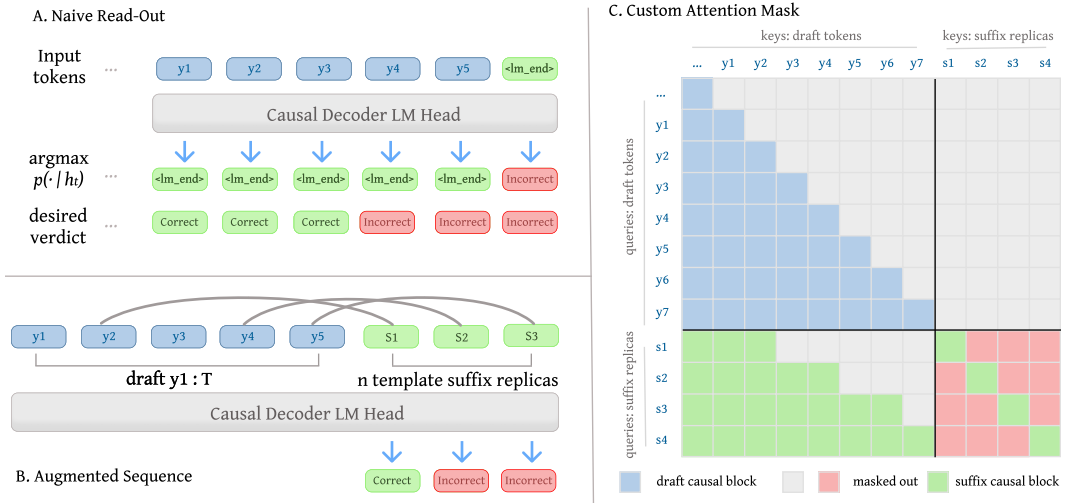 A. Naive Read-Out
Input tokens ... y1 y2 y3 y4 y5 <lm_end>
Causal Decoder LM Head
argmax p(· | ht) ... <lm_end> <lm_end> <lm_end> <lm_end> <lm_end> Incorrect
desired verdict ... Correct Correct Correct Incorrect Incorrect Incorrect
y1 y2 y3 y4 y5 S1 S2 S3
draft y1 : T
n template suffix replicas
Causal Decoder LM Head
Correct Incorrect Incorrect
B. Augmented Sequence
C. Custom Attention Mask
keys: draft tokens
keys: suffix replicas
... y1 y2 y3 y4 y5 y6 y7 s1 s2 s3 s4
queries: draft tokens
...
y1
y2
y3
y4
y5
y6
y7
queries: suffix replicas
s1
s2
s3
s4
draft causal block
masked out
suffix causal block